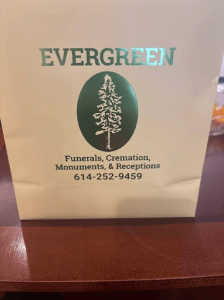 EVERGREEN
Funerals, Cremation,
Monuments, & Receptions
614-252-9459